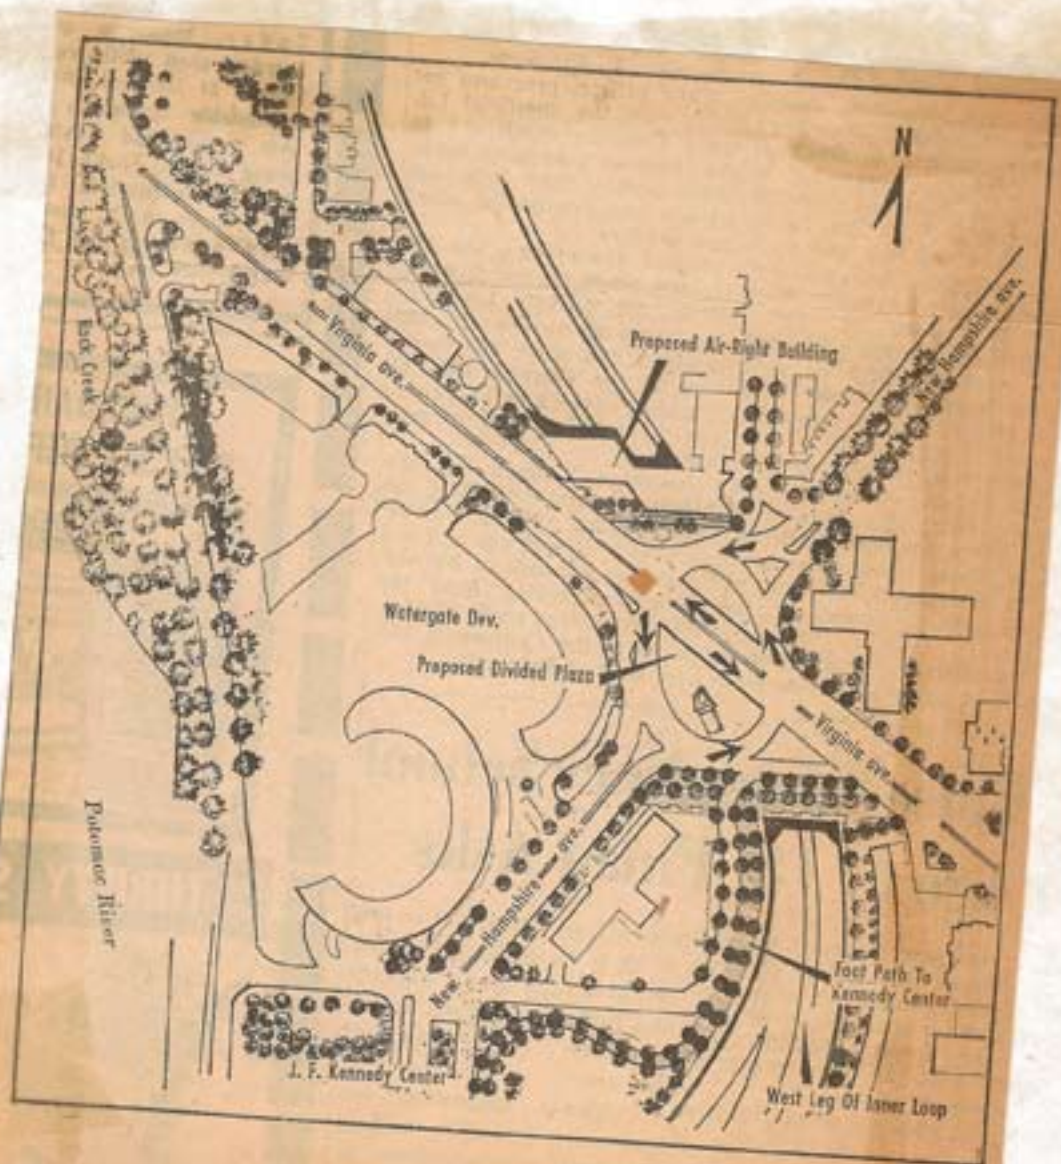 N
New Hampshire ave.
Proposed Air-Right Building
Virginia ave.
Rock Creek
Watergate Dev.
Proposed Divided Plaza
Virginia ave.
Potomac River
New Hampshire ave.
Foot Path To
Kennedy Center
J. F. Kennedy Center
West Leg Of Inner Loop